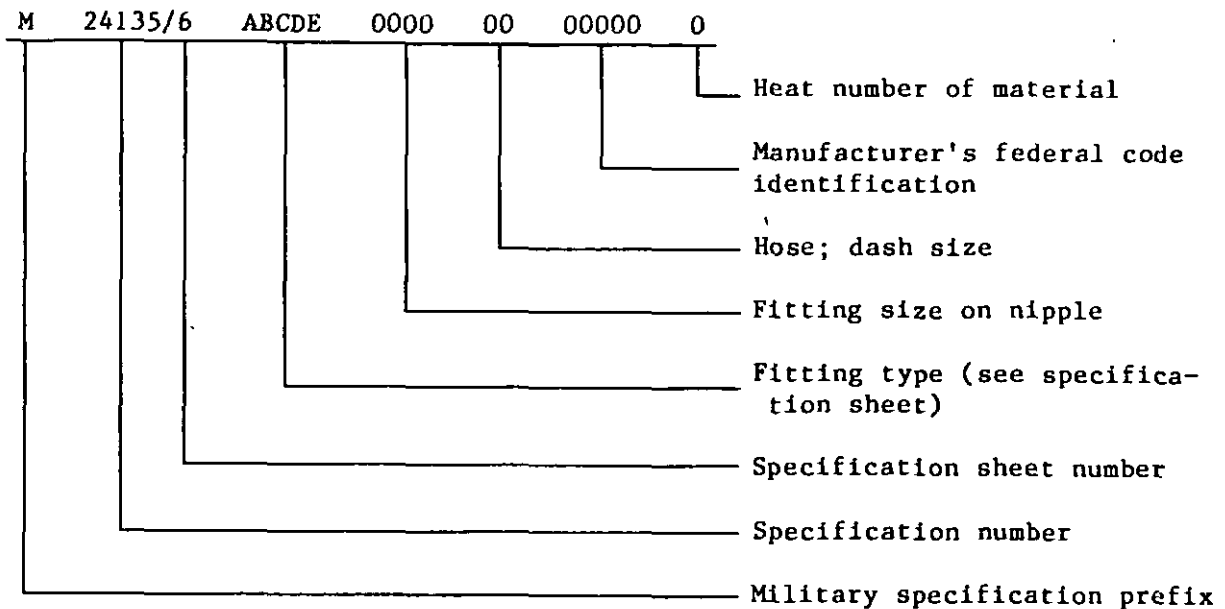 M 24135/6 ABCDE 0000 00 00000 0
Heat number of material
Manufacturer's federal code
identification
Hose; dash size
Fitting size on nipple
Fitting type (see specifica-
tion sheet)
Specification sheet number
Specification number
Military specification prefix